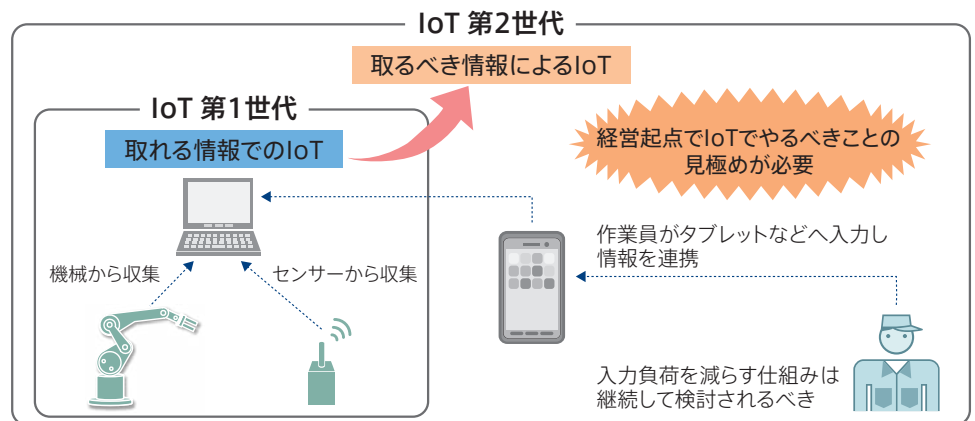 IoT 第2世代
取るべき情報によるIoT
IoT 第1世代
取れる情報でのIoT
経営起点でIoTでやるべきことの
見極めが必要
機械から収集
センサーから収集
作業員がタブレットなどへ入力し
情報を連携
入力負荷を減らす仕組みは
継続して検討されるべき